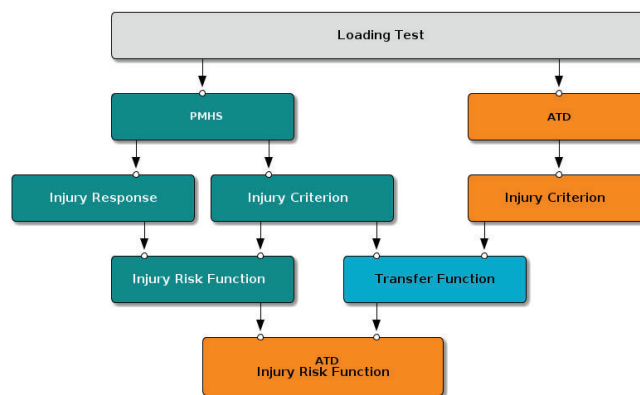 Loading Test
PMHS
ATD
Injury Response
Injury Criterion
Injury Criterion
Injury Risk Function
Transfer Function
ATD
Injury Risk Function